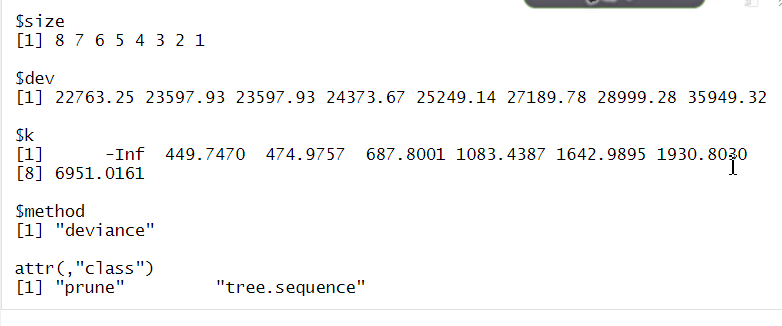 $size
[1] 8 7 6 5 4 3 2 1
$dev
[1] 22763.25 23597.93 23597.93 24373.67 25249.14 27189.78 28999.28 35949.32
$k
[1]      -Inf  449.7470  474.9757  687.8001 1083.4387 1642.9895 1930.8030
[8] 6951.0161
$method
[1] "deviance"
attr(,"class")
[1] "prune"         "tree.sequence"